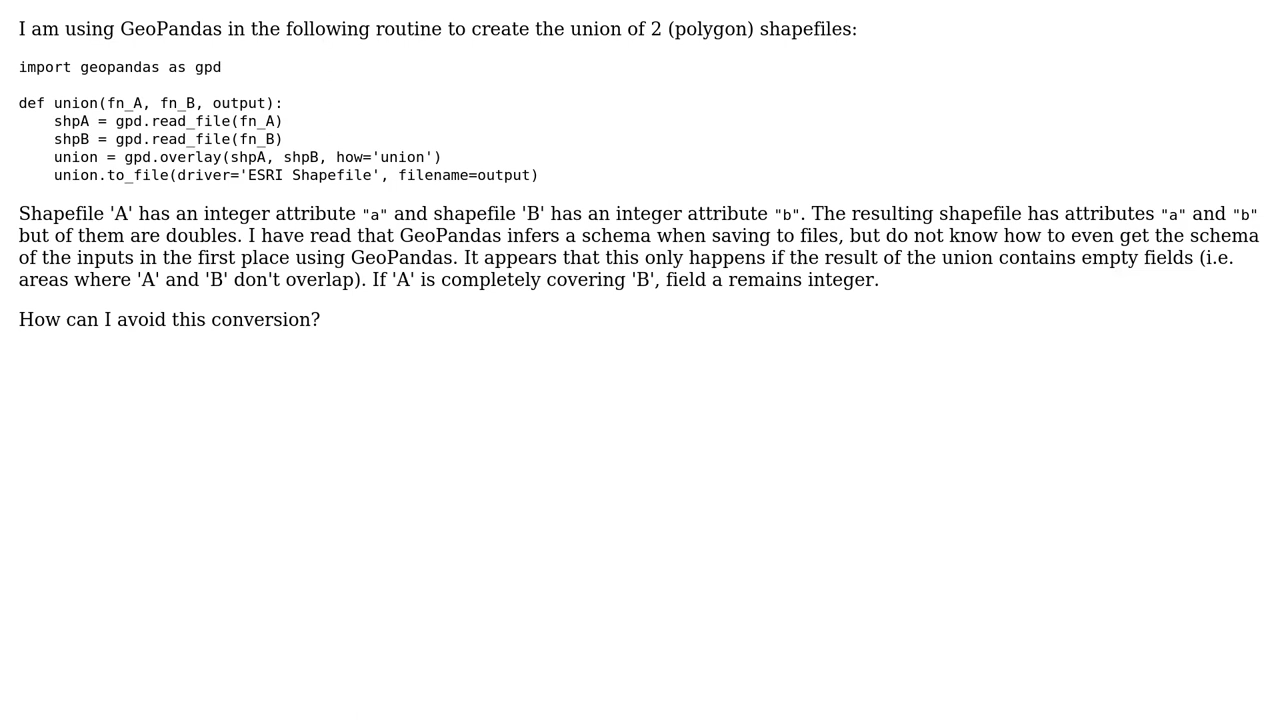 I am using GeoPandas in the following routine to create the union of 2 (polygon) shapefiles:
import geopandas as gpd
def union(fn_A, fn_B, output):
    shpA = gpd.read_file(fn_A)
    shpB = gpd.read_file(fn_B)
    union = gpd.overlay(shpA, shpB, how='union')
    union.to_file(driver='ESRI Shapefile', filename=output)
Shapefile 'A' has an integer attribute "a" and shapefile 'B' has an integer attribute "b". The resulting shapefile has attributes "a" and "b"
but of them are doubles. I have read that GeoPandas infers a schema when saving to files, but do not know how to even get the schema
of the inputs in the first place using GeoPandas. It appears that this only happens if the result of the union contains empty fields (i.e.
areas where 'A' and 'B' don't overlap). If 'A' is completely covering 'B', field a remains integer.
How can I avoid this conversion?